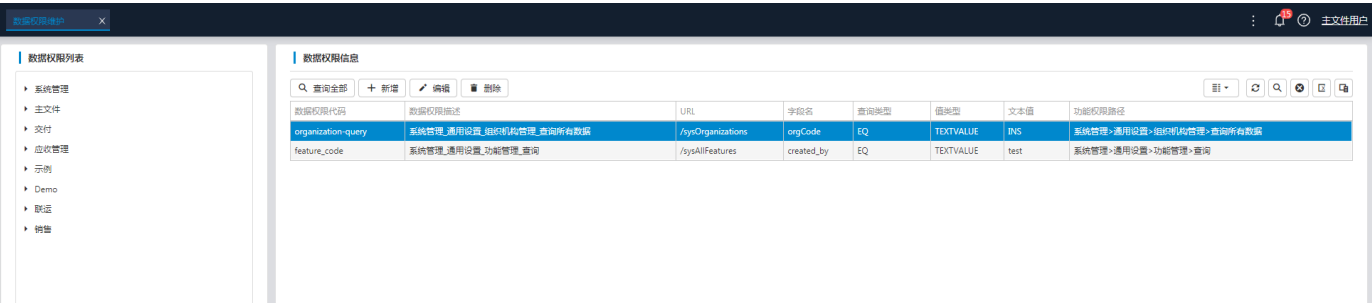 数据权限维护 X
15 主文件用户
数据权限列表
系统管理
主文件
交付
应收管理
示例
Demo
联运
销售
数据权限信息
查询全部 新增 编辑 删除
数据权限代码 数据权限描述 URL 字段名 查询类型 值类型 文本值 功能权限路径
organization-query 系统管理_通用设置_组织机构管理_查询所有数据 /sysOrganizations orgCode EQ TEXTVALUE INS 系统管理>通用设置>组织机构管理>查询所有数据
feature_code 系统管理_通用设置_功能管理_查询 /sysAllFeatures created_by EQ TEXTVALUE test 系统管理>通用设置>功能管理>查询